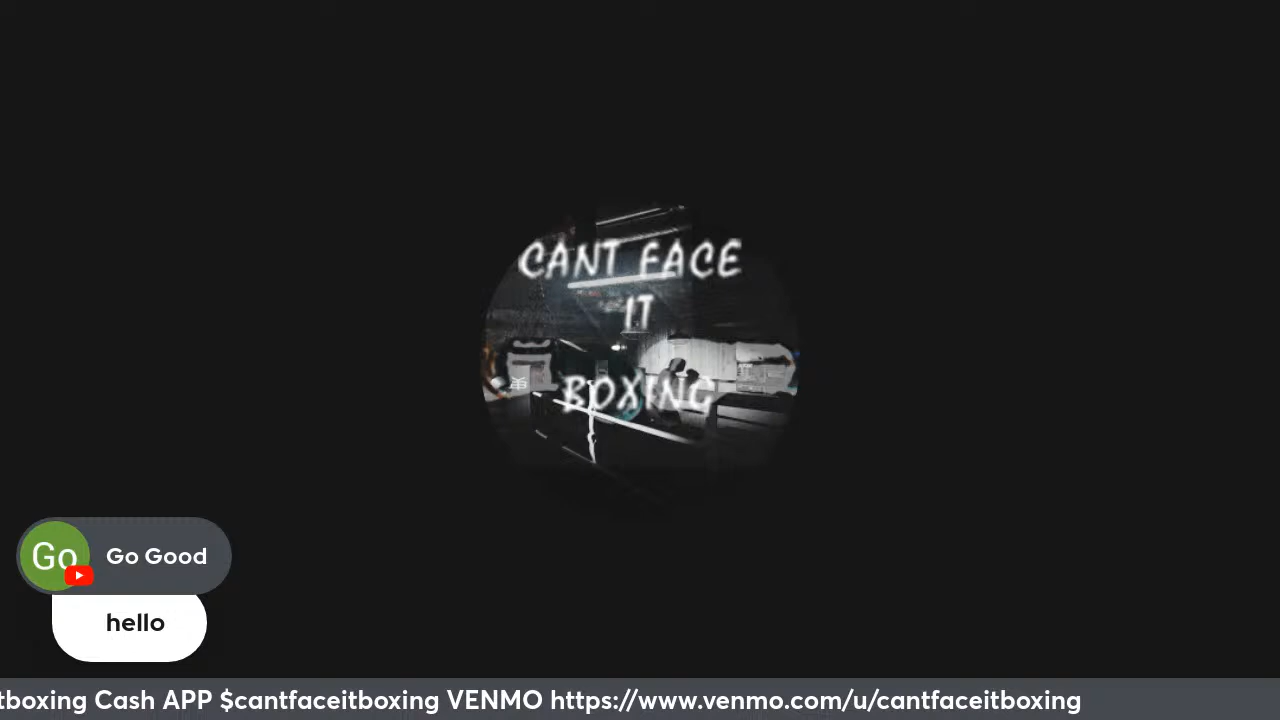 CANT FACE
IT
BOXING
Go
Go Good
hello
tboxing Cash APP $cantfaceitboxing VENMO https://www.venmo.com/u/cantfaceitboxing